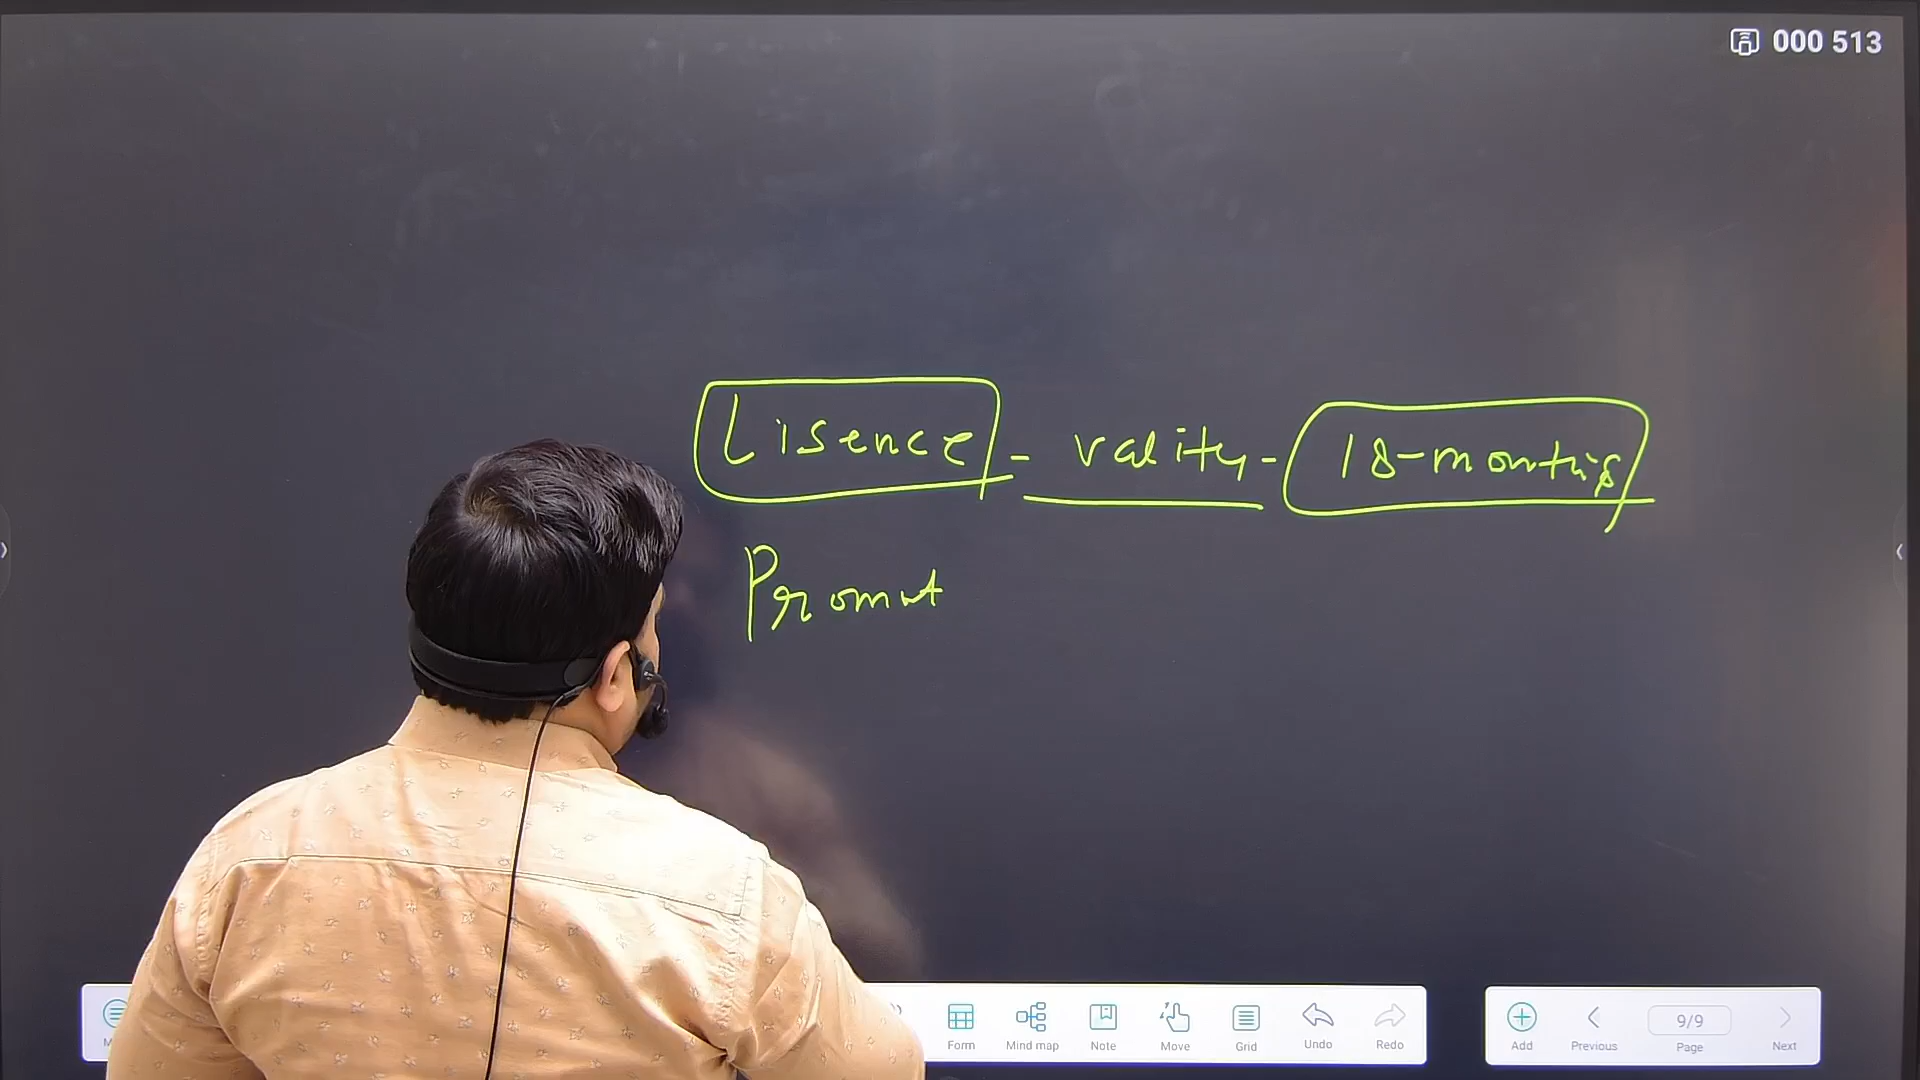 000 513
Lisence - vality - 18-months
Promot
Form Mind map Note Move Grid Undo Redo
Add Previous 9/9 Page Next